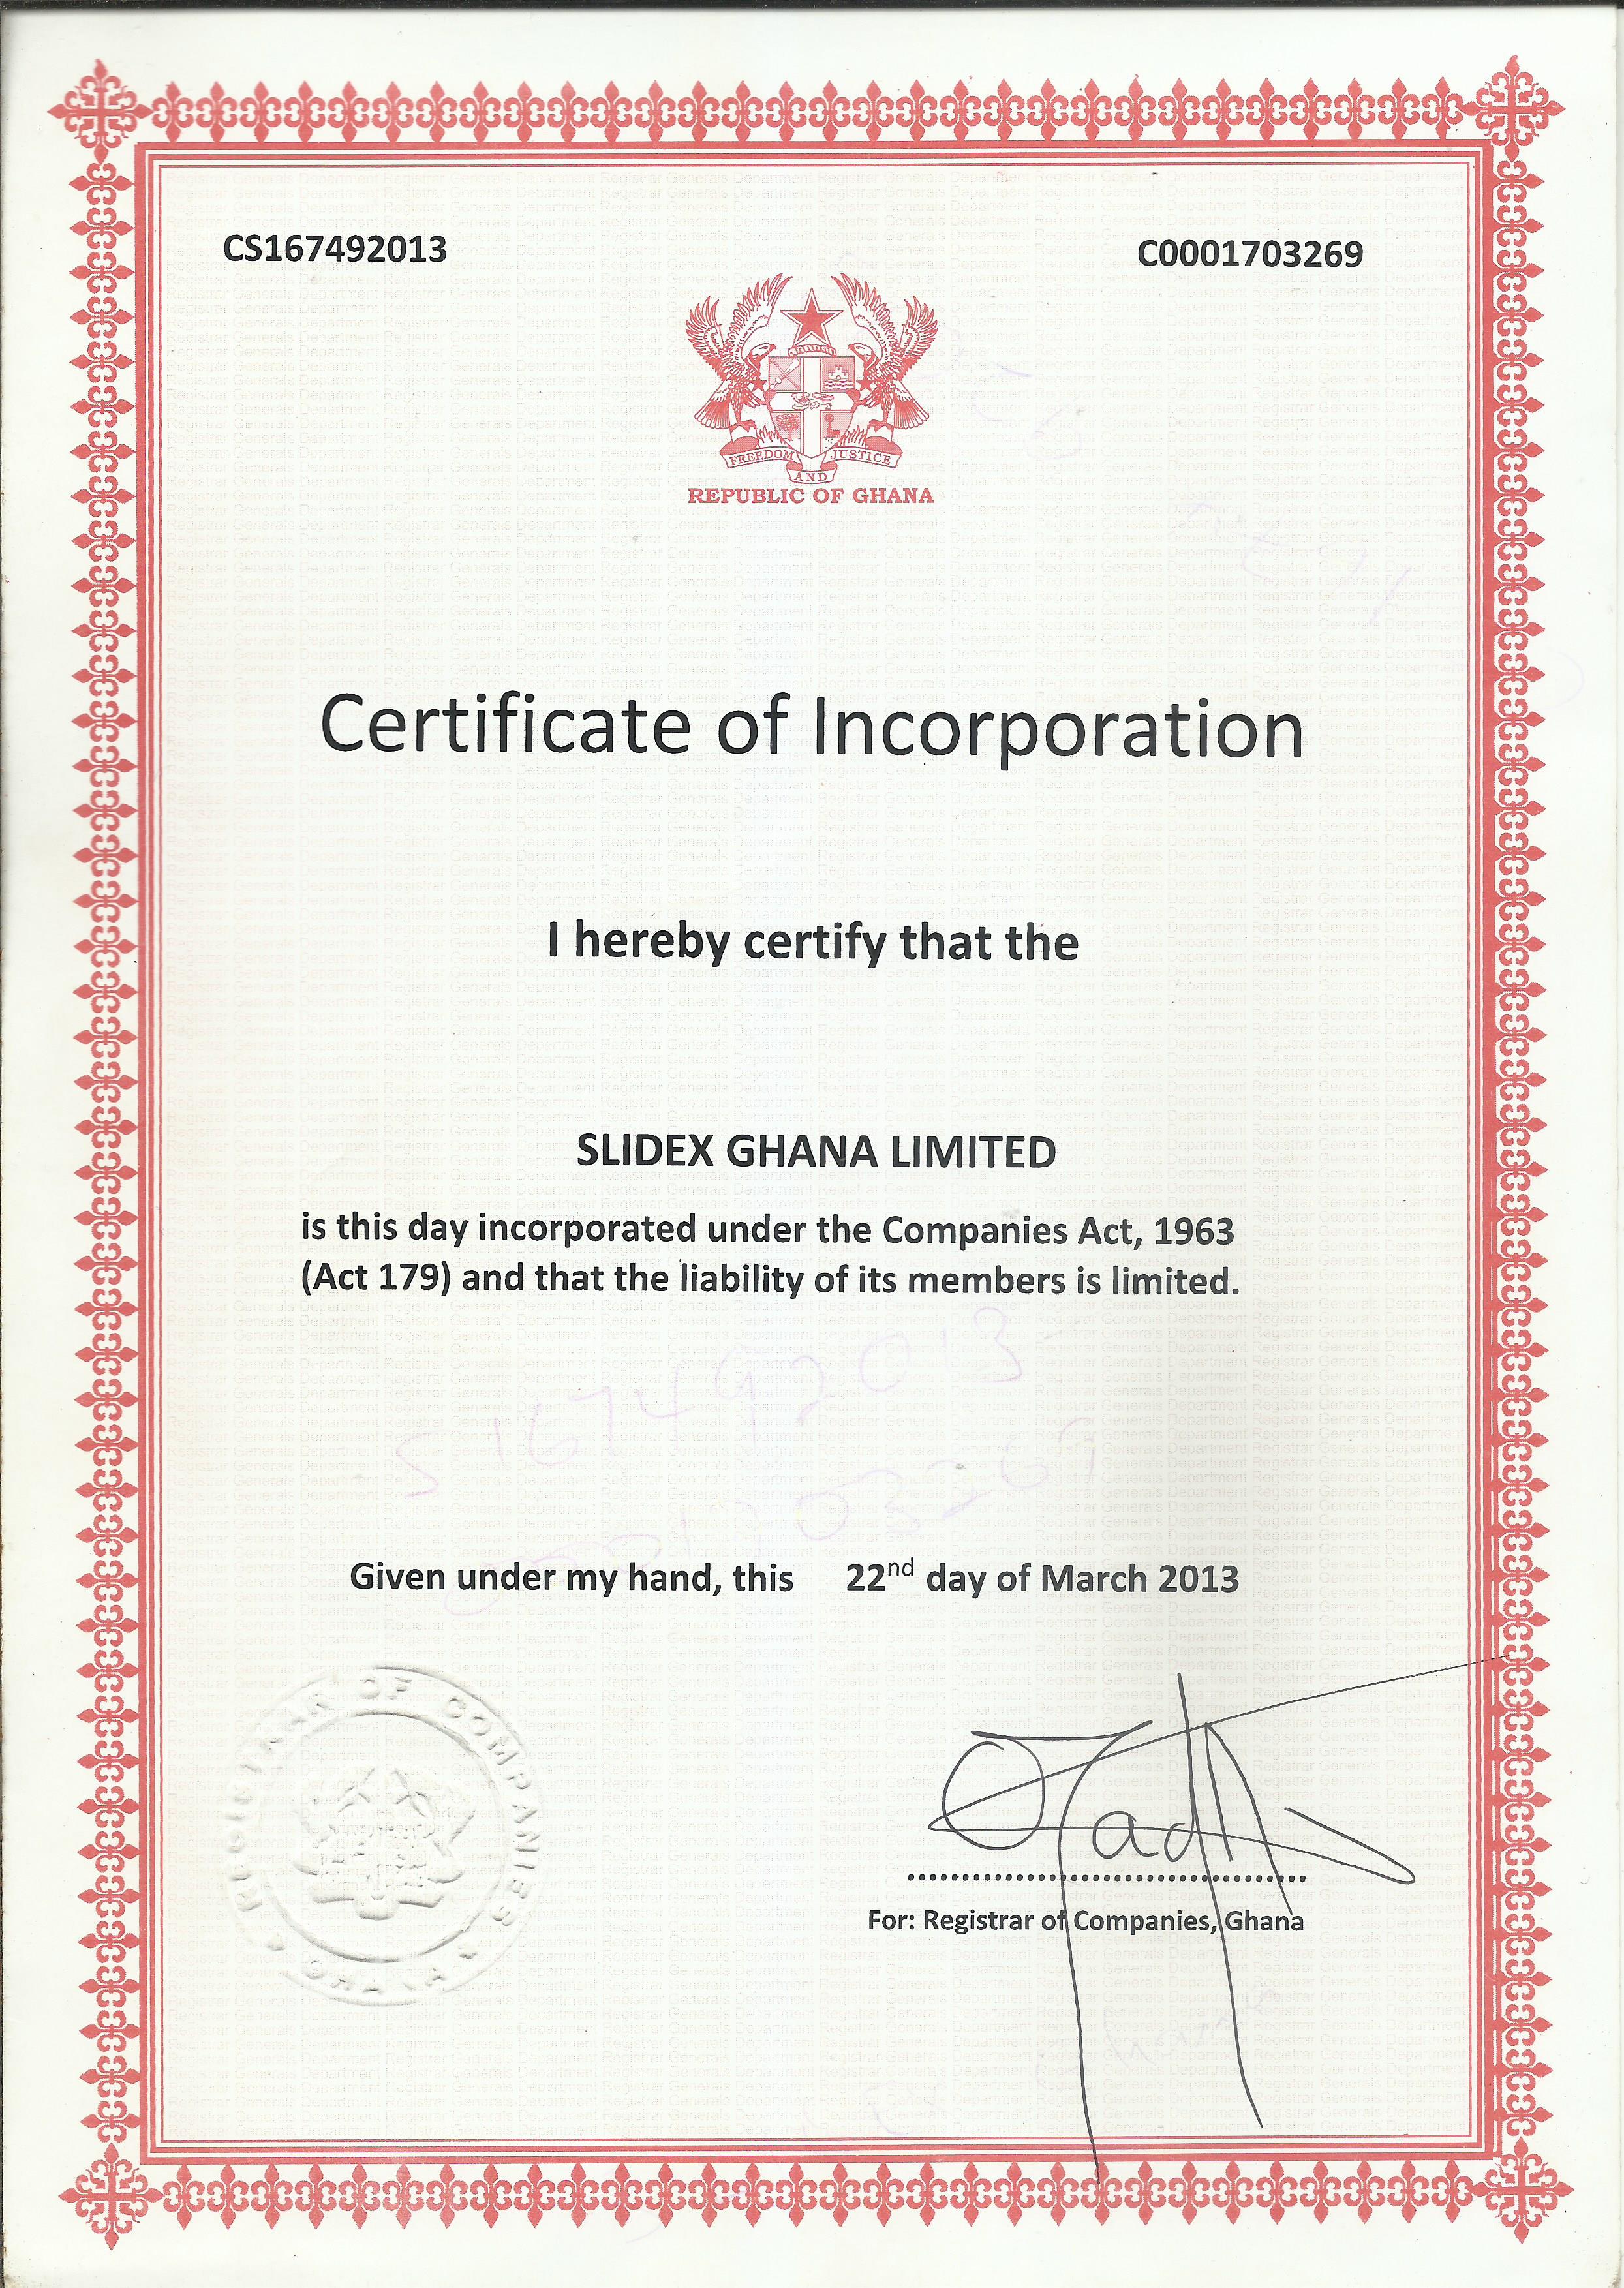 CS167492013
C0001703269
FREEDOM AND JUSTICE
REPUBLIC OF GHANA
Certificate of Incorporation
I hereby certify that the
SLIDEX GHANA LIMITED
is this day incorporated under the Companies Act, 1963
(Act 179) and that the liability of its members is limited.
Given under my hand, this 22nd day of March 2013
REGISTRAR OF COMPANIES
GHANA
For: Registrar of Companies, Ghana